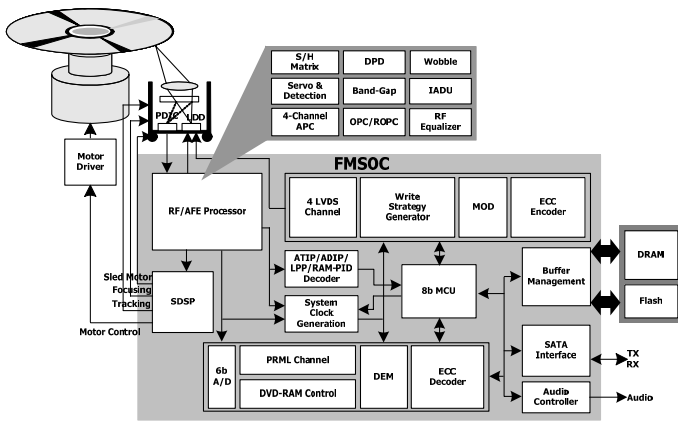 S/H
Matrix
DPD
Wobble
Servo &
Detection
Band-Gap
IADU
4-Channel
APC
OPC/ROPC
RF
Equalizer
PDIC
LDD
Motor
Driver
FMSOC
RF/AFE Processor
4 LVDS
Channel
Write
Strategy
Generator
MOD
ECC
Encoder
ATIP/ADIP/
LPP/RAM-PID
Decoder
8b MCU
Buffer
Management
DRAM
Flash
Sled Motor
Focusing
Tracking
Motor Control
SDSP
System
Clock
Generation
6b
A/D
PRML Channel
DVD-RAM Control
DEM
ECC
Decoder
SATA
Interface
TX
RX
Audio
Controller
Audio